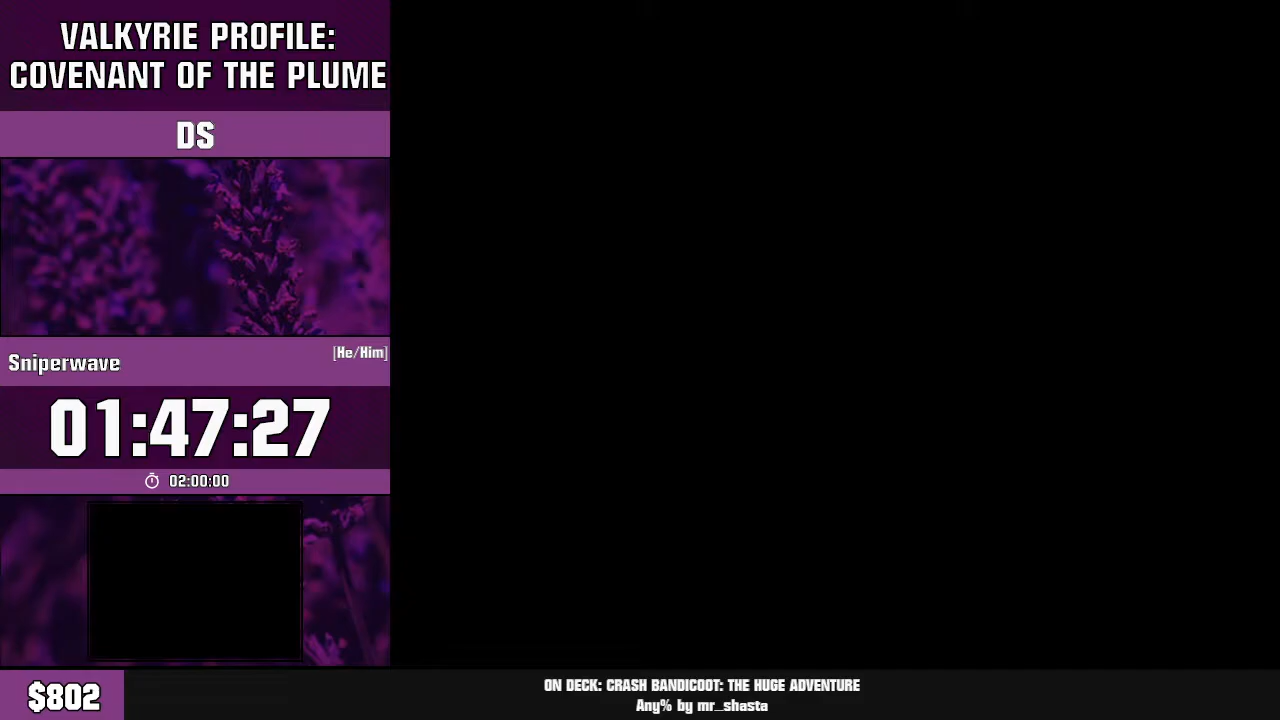 VALKYRIE PROFILE:
COVENANT OF THE PLUME
DS
Sniperwave
[He/Him]
01:47:27
02:00:00
$802
ON DECK: CRASH BANDICOOT: THE HUGE ADVENTURE
Any% by mr_shasta